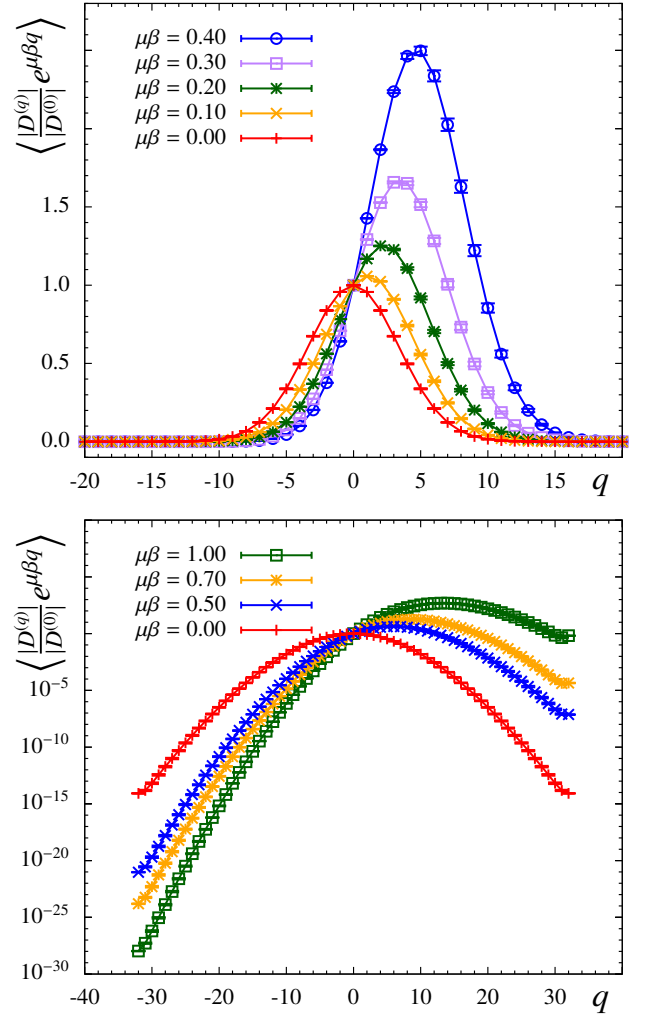 ⟨|D^(q)|/|D^(0)| e^μβq⟩
μβ = 0.40
μβ = 0.30
μβ = 0.20
μβ = 0.10
μβ = 0.00
1.5
1.0
0.5
0.0
-20 -15 -10 -5 0 5 10 15 q
⟨|D^(q)|/|D^(0)| e^μβq⟩
μβ = 1.00
μβ = 0.70
μβ = 0.50
μβ = 0.00
10^-5
10^-10
10^-15
10^-20
10^-25
10^-30
-40 -30 -20 -10 0 10 20 30 q